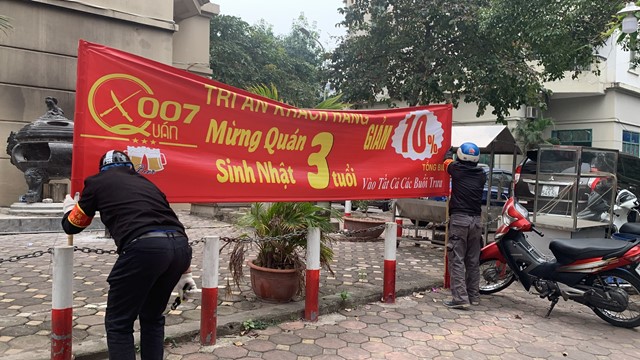 TRI ÂN KHÁCH HÀNG
007
Quán
Mừng Quán
Sinh Nhật 3 tuổi
GIẢM 10%
TỔNG BILL
Vào Tất Cả Các Buổi Trưa